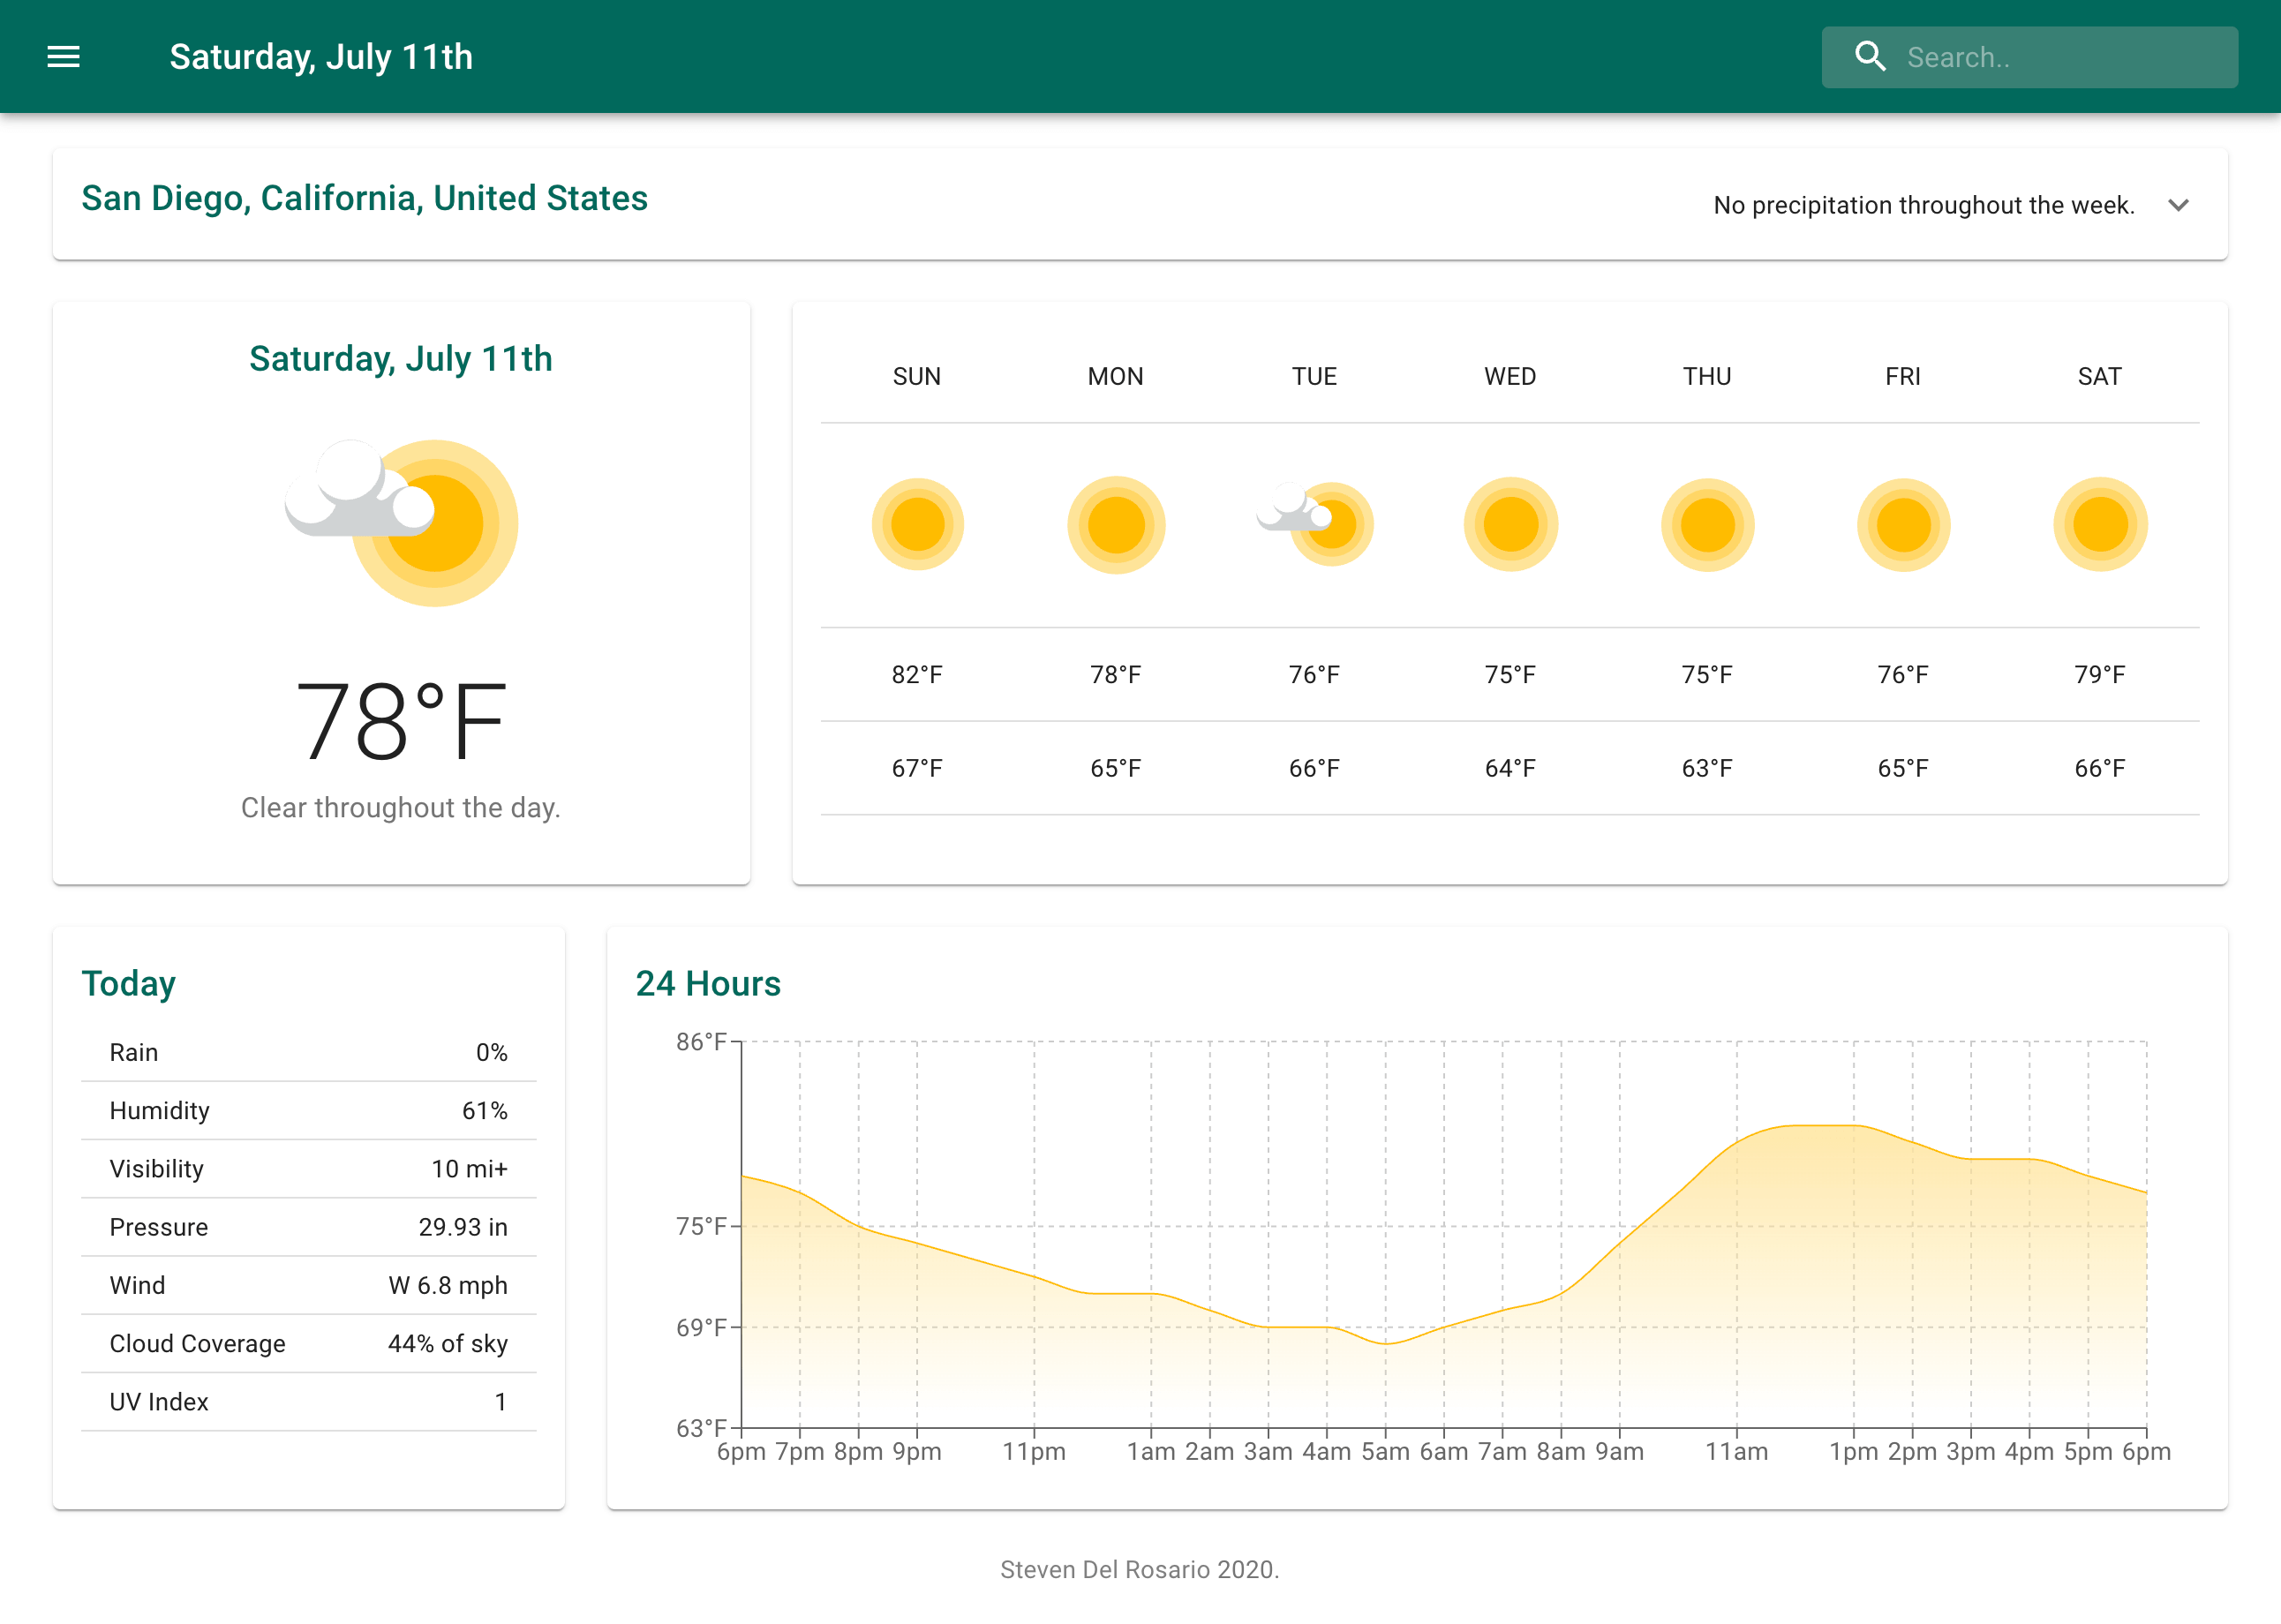 Saturday, July 11th
Search..
San Diego, California, United States
No precipitation throughout the week.
Saturday, July 11th
78°F
Clear throughout the day.
SUN MON TUE WED THU FRI SAT
82°F 78°F 76°F 75°F 75°F 76°F 79°F
67°F 65°F 66°F 64°F 63°F 65°F 66°F
Today
Rain 0%
Humidity 61%
Visibility 10 mi+
Pressure 29.93 in
Wind W 6.8 mph
Cloud Coverage 44% of sky
UV Index 1
24 Hours
86°F
75°F
69°F
63°F
6pm 7pm 8pm 9pm 11pm 1am 2am 3am 4am 5am 6am 7am 8am 9am 11am 1pm 2pm 3pm 4pm 5pm 6pm
Steven Del Rosario 2020.